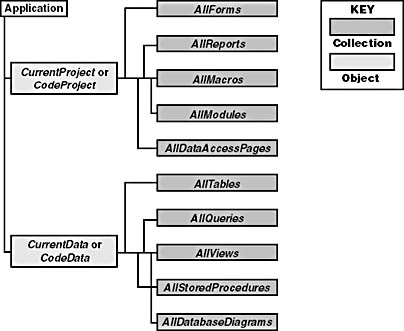 Application
AllForms
AllReports
CurrentProject or
CodeProject
AllMacros
AllModules
AllDataAccessPages
AllTables
AllQueries
CurrentData or
CodeData
AllViews
AllStoredProcedures
AllDatabaseDiagrams
KEY
Collection
Object